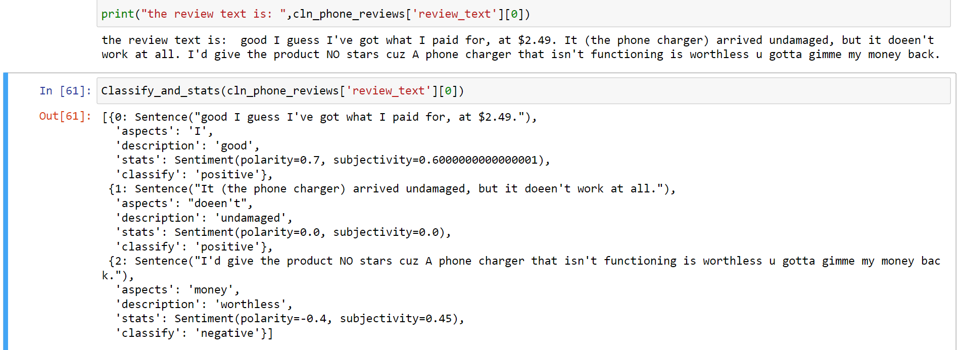 print("the review text is: ",cln_phone_reviews['review_text'][0])
the review text is:  good I guess I've got what I paid for, at $2.49. It (the phone charger) arrived undamaged, but it doeen't
work at all. I'd give the product NO stars cuz A phone charger that isn't functioning is worthless u gotta gimme my money back.
In [61]: Classify_and_stats(cln_phone_reviews['review_text'][0])
Out[61]: [{0: Sentence("good I guess I've got what I paid for, at $2.49."),
'aspects': 'I',
'description': 'good',
'stats': Sentiment(polarity=0.7, subjectivity=0.6000000000000001),
'classify': 'positive'},
{1: Sentence("It (the phone charger) arrived undamaged, but it doeen't work at all."),
'aspects': "doeen't",
'description': 'undamaged',
'stats': Sentiment(polarity=0.0, subjectivity=0.0),
'classify': 'positive'},
{2: Sentence("I'd give the product NO stars cuz A phone charger that isn't functioning is worthless u gotta gimme my money bac
k."),
'aspects': 'money',
'description': 'worthless',
'stats': Sentiment(polarity=-0.4, subjectivity=0.45),
'classify': 'negative'}]